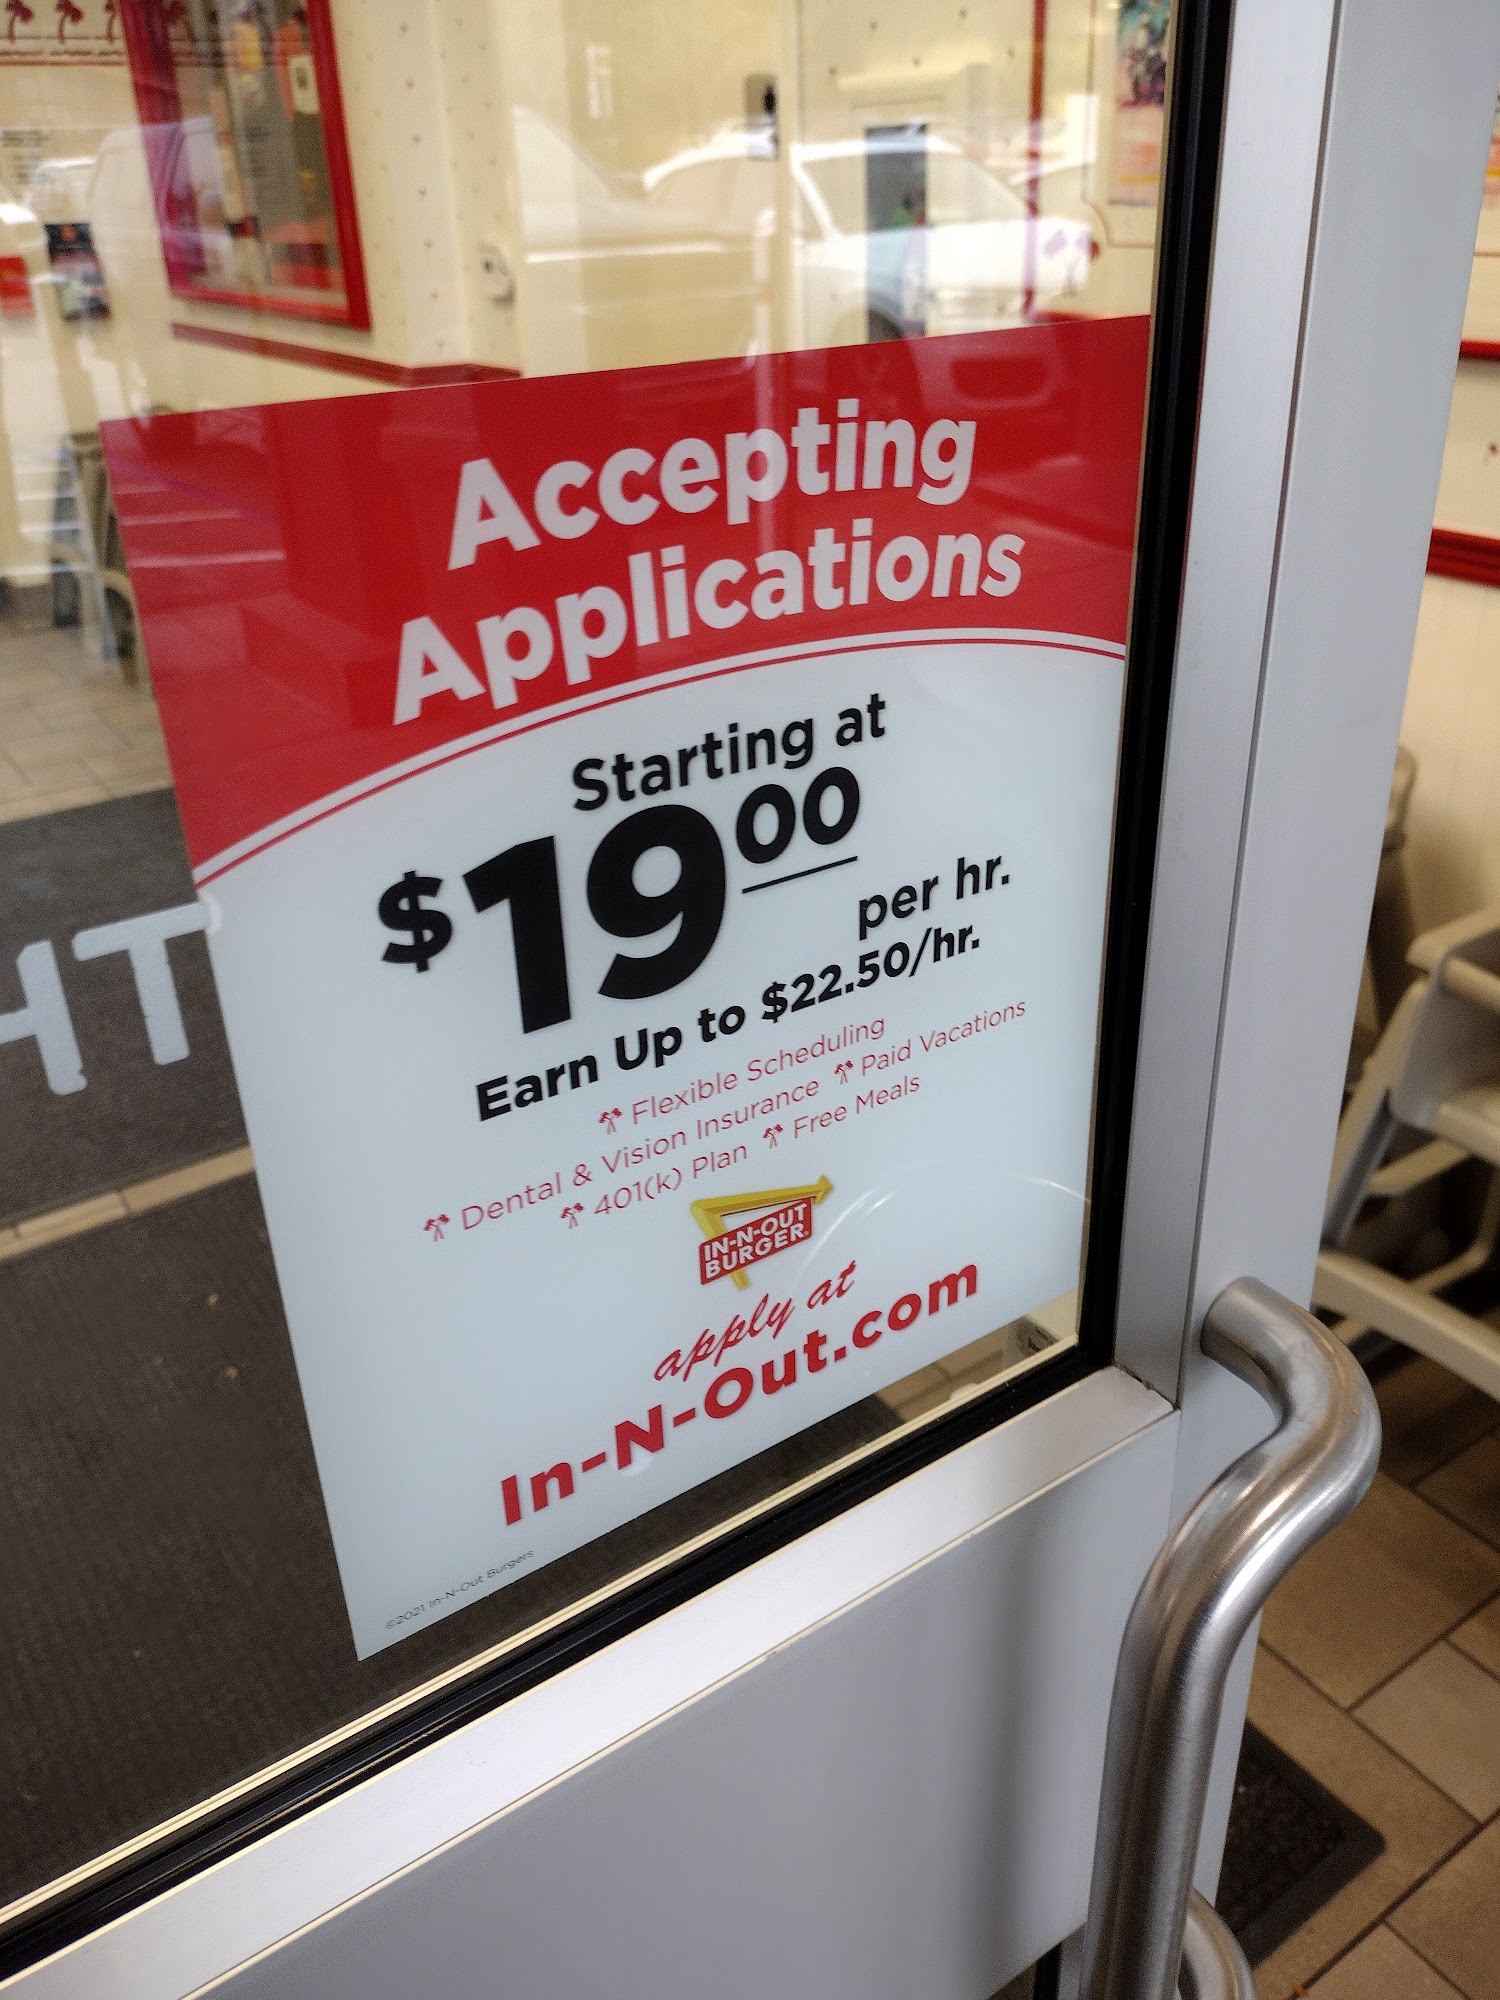 Accepting
Applications
Starting at
$19.00
per hr.
Earn Up to $22.50/hr.
Flexible Scheduling
Dental & Vision Insurance Paid Vacations
401(k) Plan Free Meals
IN-N-OUT
BURGER®
apply at
In-N-Out.com
©2021 In-N-Out Burgers
HT